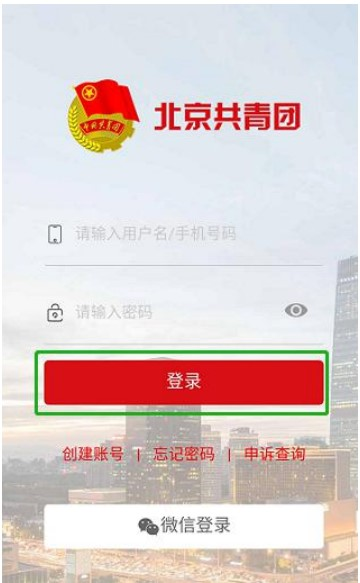 北京共青团
请输入用户名/手机号码
请输入密码
登录
创建账号 | 忘记密码 | 申诉查询
微信登录